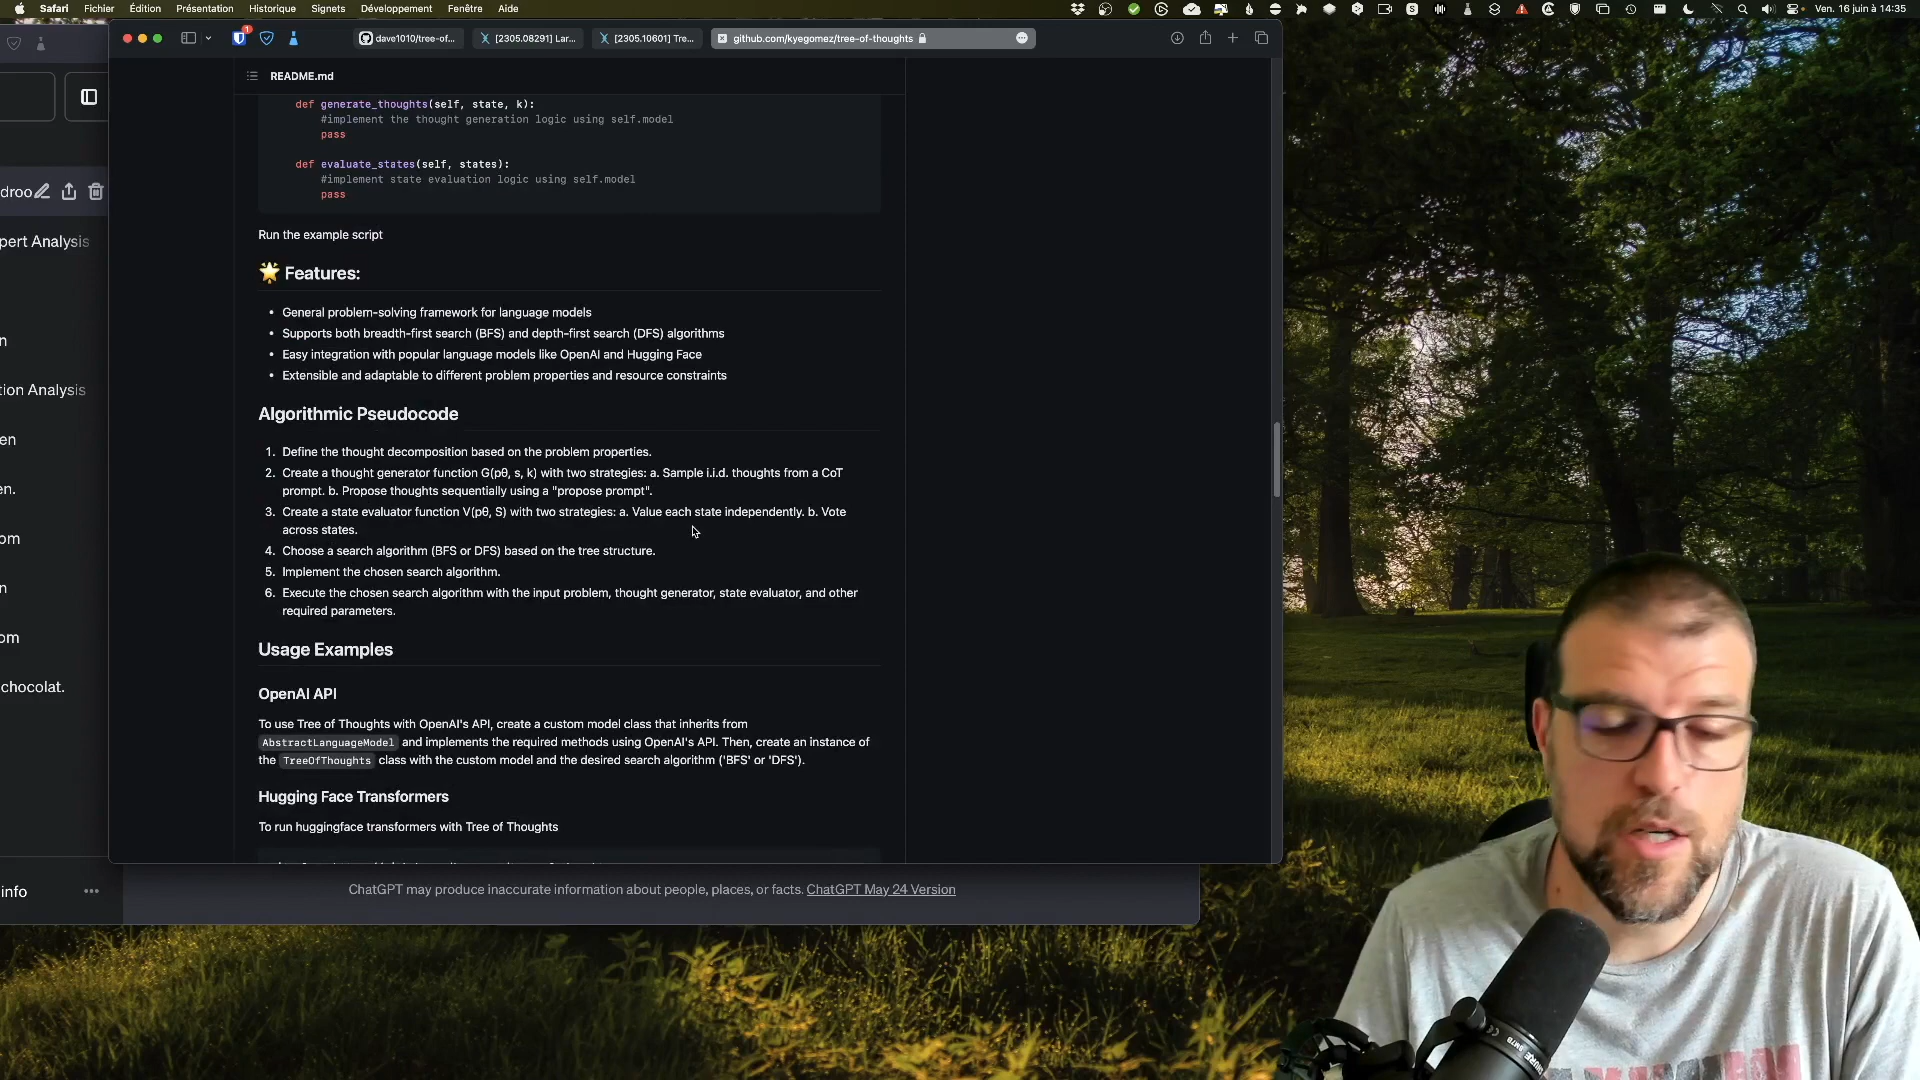 Safari Fichier Édition Présentation Historique Signets Développement Fenêtre Aide
Ven. 16 juin à 14:35
1
dave1010/tree-of...
[2305.08291] Lar...
[2305.10601] Tre...
github.com/kyegomez/tree-of-thoughts
README.md
def generate_thoughts(self, state, k):
#implement the thought generation logic using self.model
pass
def evaluate_states(self, states):
#implement state evaluation logic using self.model
pass
Run the example script
🌟 Features:
• General problem-solving framework for language models
• Supports both breadth-first search (BFS) and depth-first search (DFS) algorithms
• Easy integration with popular language models like OpenAI and Hugging Face
• Extensible and adaptable to different problem properties and resource constraints
Algorithmic Pseudocode
1. Define the thought decomposition based on the problem properties.
2. Create a thought generator function G(pθ, s, k) with two strategies: a. Sample i.i.d. thoughts from a CoT
prompt. b. Propose thoughts sequentially using a "propose prompt".
3. Create a state evaluator function V(pθ, S) with two strategies: a. Value each state independently. b. Vote
across states.
4. Choose a search algorithm (BFS or DFS) based on the tree structure.
5. Implement the chosen search algorithm.
6. Execute the chosen search algorithm with the input problem, thought generator, state evaluator, and other
required parameters.
Usage Examples
OpenAI API
To use Tree of Thoughts with OpenAI's API, create a custom model class that inherits from
AbstractLanguageModel and implements the required methods using OpenAI's API. Then, create an instance of
the TreeOfThoughts class with the custom model and the desired search algorithm ('BFS' or 'DFS').
Hugging Face Transformers
To run huggingface transformers with Tree of Thoughts
droo
pert Analysis
n
tion Analysis
en
en.
om
n
om
chocolat.
info
ChatGPT may produce inaccurate information about people, places, or facts. ChatGPT May 24 Version
SM7B